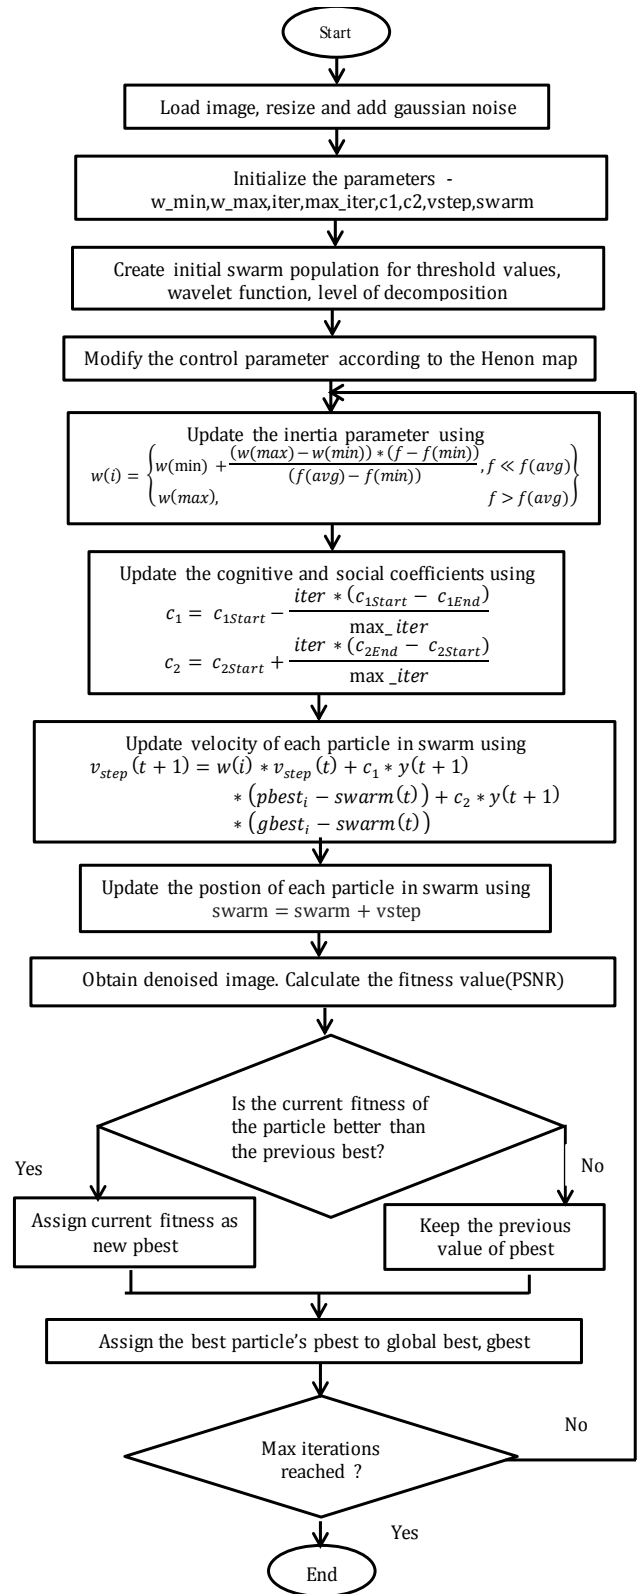 Start
Load image, resize and add gaussian noise
Initialize the parameters -
w_min,w_max,iter,max_iter,c1,c2,vstep,swarm
Create initial swarm population for threshold values,
wavelet function, level of decomposition
Modify the control parameter according to the Henon map
Update the inertia parameter using
w(i) = {w(min) + (w(max) − w(min)) * (f − f(min)) / (f(avg) − f(min)) , f ≪ f(avg)
w(max), f > f(avg)}
Update the cognitive and social coefficients using
c₁ = c₁Start − iter * (c₁Start − c₁End) / max_iter
c₂ = c₂Start + iter * (c₂End − c₂Start) / max _iter
Update velocity of each particle in swarm using
v_step (t + 1) = w(i) * v_step (t) + c₁ * y(t + 1)
* (pbestᵢ − swarm(t)) + c₂ * y(t + 1)
* (gbestᵢ − swarm(t))
Update the postion of each particle in swarm using
swarm = swarm + vstep
Obtain denoised image. Calculate the fitness value(PSNR)
Is the current fitness of
the particle better than
the previous best?
Yes
No
Assign current fitness as
new pbest
Keep the previous
value of pbest
Assign the best particle’s pbest to global best, gbest
No
Max iterations
reached ?
Yes
End